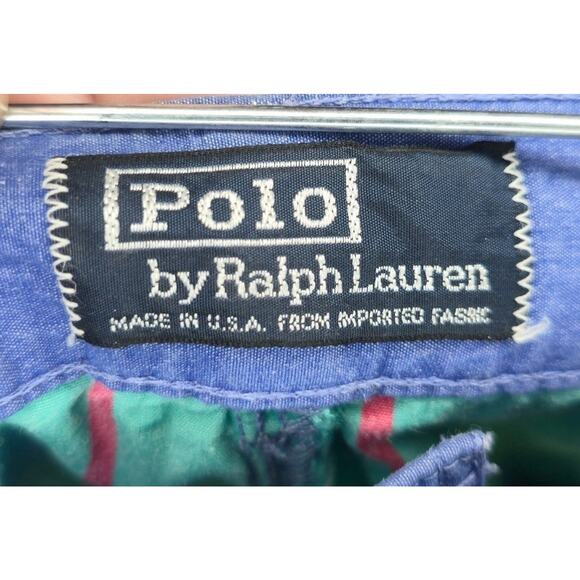 Polo
by Ralph Lauren
MADE IN U.S.A. FROM IMPORTED FABRIC